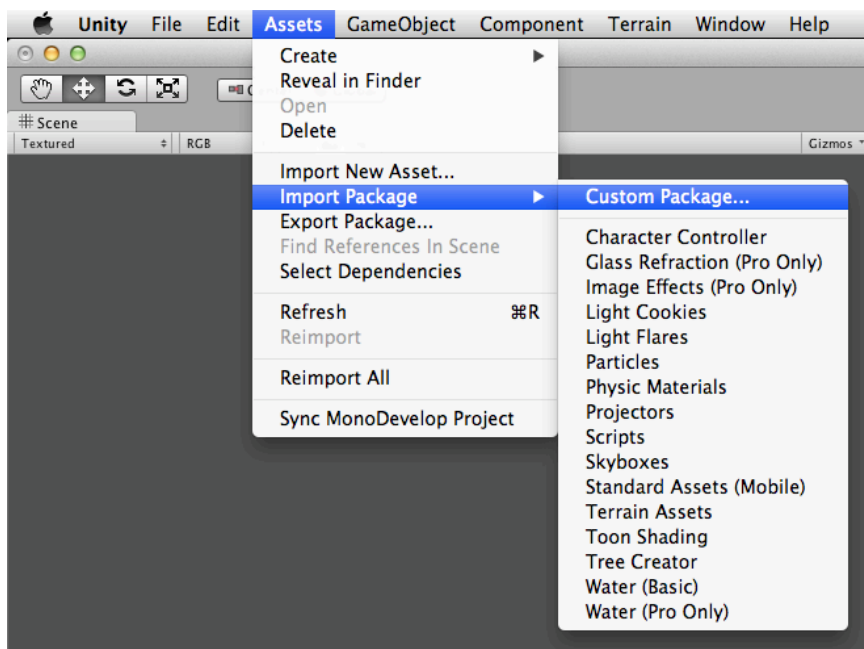 Unity File Edit Assets GameObject Component Terrain Window Help
Create
Reveal in Finder
Open
Delete
# Scene
Textured RGB Gizmos
Import New Asset...
Import Package
Export Package...
Find References In Scene
Select Dependencies
Refresh ⌘R
Reimport
Reimport All
Sync MonoDevelop Project
Custom Package...
Character Controller
Glass Refraction (Pro Only)
Image Effects (Pro Only)
Light Cookies
Light Flares
Particles
Physic Materials
Projectors
Scripts
Skyboxes
Standard Assets (Mobile)
Terrain Assets
Toon Shading
Tree Creator
Water (Basic)
Water (Pro Only)